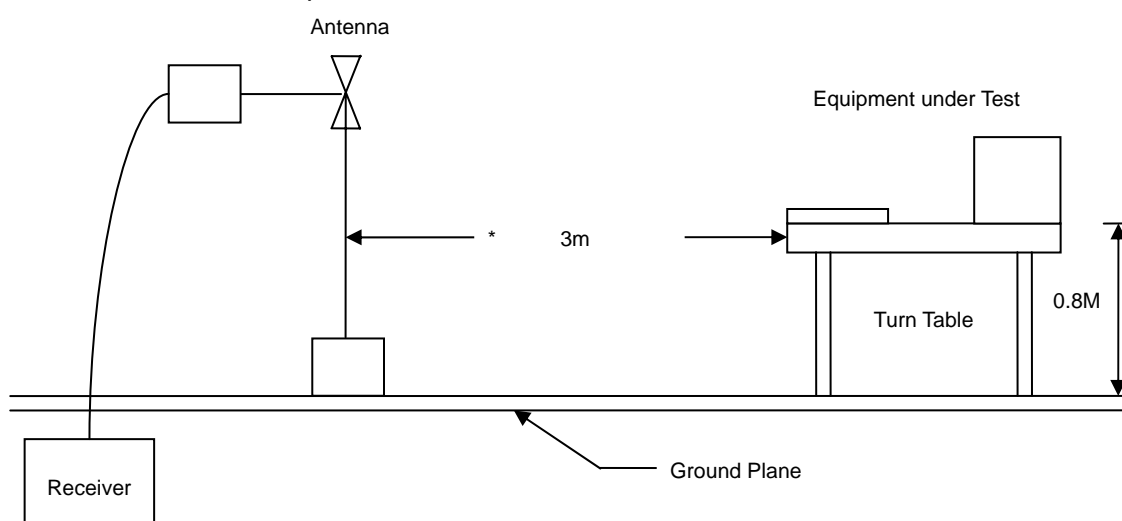 Antenna
Equipment under Test
* 3m
0.8M
Turn Table
Ground Plane
Receiver